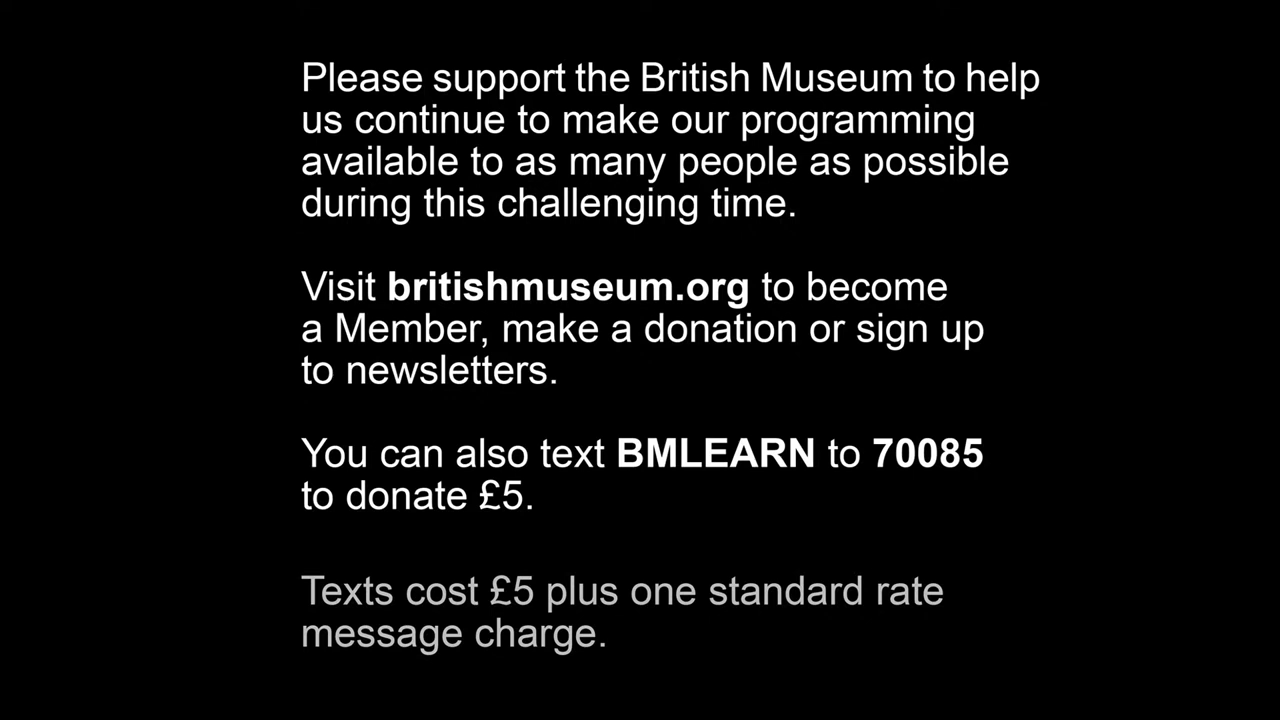 Please support the British Museum to help
us continue to make our programming
available to as many people as possible
during this challenging time.
Visit britishmuseum.org to become
a Member, make a donation or sign up
to newsletters.
You can also text BMLEARN to 70085
to donate £5.
Texts cost £5 plus one standard rate
message charge.